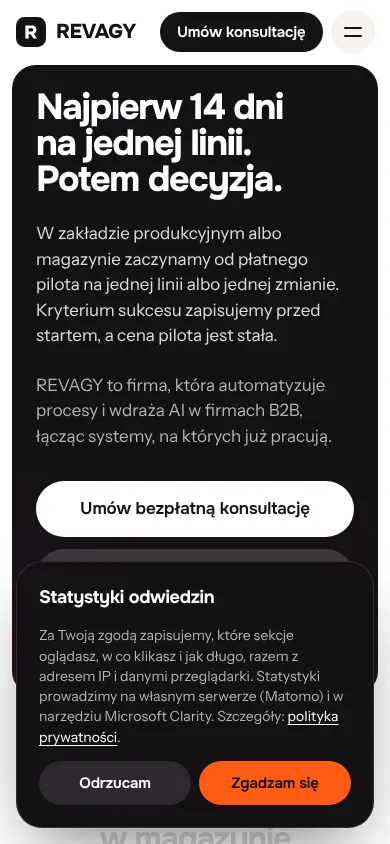 R REVAGY
Umów konsultację
Najpierw 14 dni
na jednej linii.
Potem decyzja.
W zakładzie produkcyjnym albo
magazynie zaczynamy od płatnego
pilota na jednej linii albo jednej zmianie.
Kryterium sukcesu zapisujemy przed
startem, a cena pilota jest stała.
REVAGY to firma, która automatyzuje
procesy i wdraża AI w firmach B2B,
łącząc systemy, na których już pracują.
Umów bezpłatną konsultację
Statystyki odwiedzin
Za Twoją zgodą zapisujemy, które sekcje
oglądasz, w co klikasz i jak długo, razem z
adresem IP i danymi przeglądarki. Statystyki
prowadzimy na własnym serwerze (Matomo) i w
narzędziu Microsoft Clarity. Szczegóły: polityka
prywatności.
Odrzucam
Zgadzam się
w magazynie